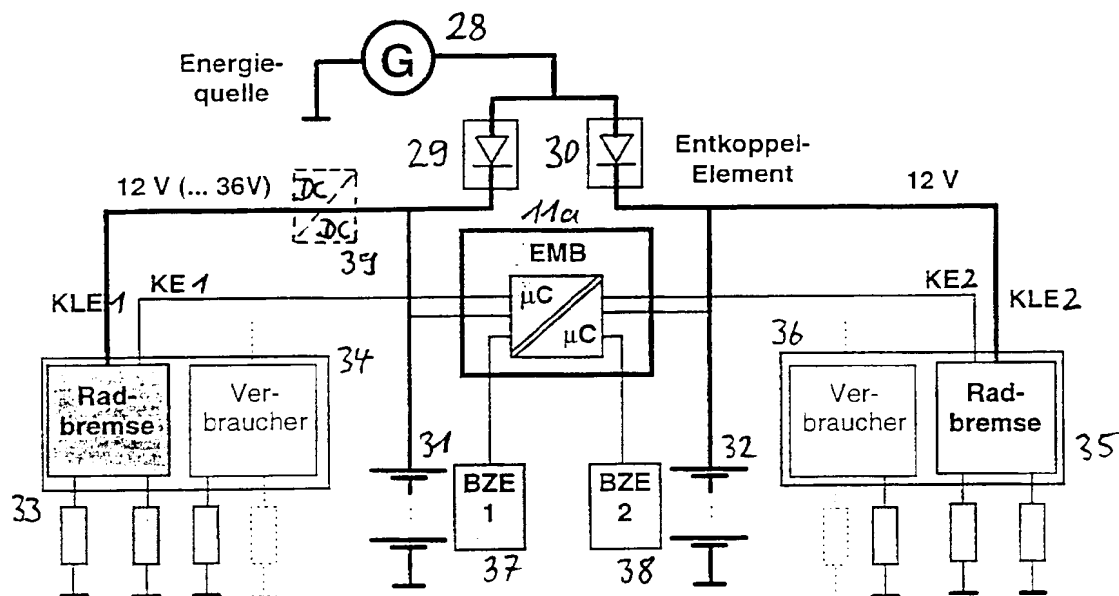 28
G
Energie-
quelle
29
30
Entkoppel-
Element
12 V (... 36V)
DC
DC
39
12 V
11a
EMB
µC
µC
KLE1
KE1
KE2
KLE2
34
36
Rad-
bremse
Ver-
braucher
Ver-
braucher
Rad-
bremse
33
31
32
35
BZE
1
BZE
2
37
38